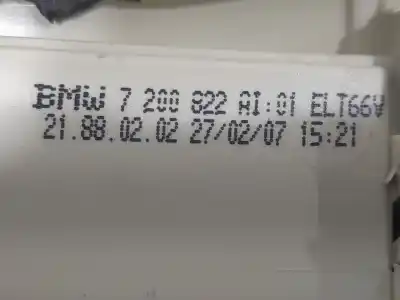 BMW 7 200 822 AI:01 ELT66V
21.88.02.02 27/02/07 15:21